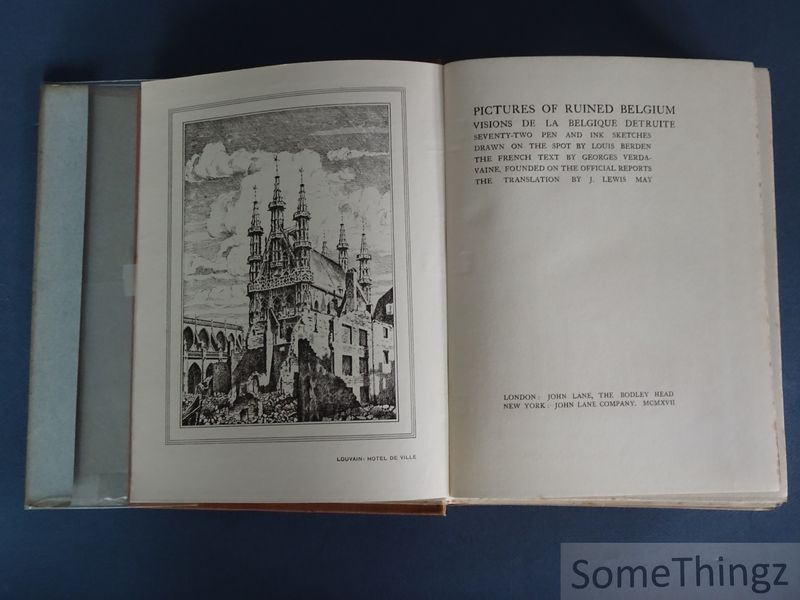 LOUVAIN: HOTEL DE VILLE
PICTURES OF RUINED BELGIUM
VISIONS DE LA BELGIQUE DETRUITE
SEVENTY-TWO PEN AND INK SKETCHES
DRAWN ON THE SPOT BY LOUIS BERDEN
THE FRENCH TEXT BY GEORGES VERDA-
VAINE, FOUNDED ON THE OFFICIAL REPORTS
THE TRANSLATION BY J. LEWIS MAY
LONDON: JOHN LANE, THE BODLEY HEAD
NEW YORK: JOHN LANE COMPANY. MCMXVII
SomeThingz